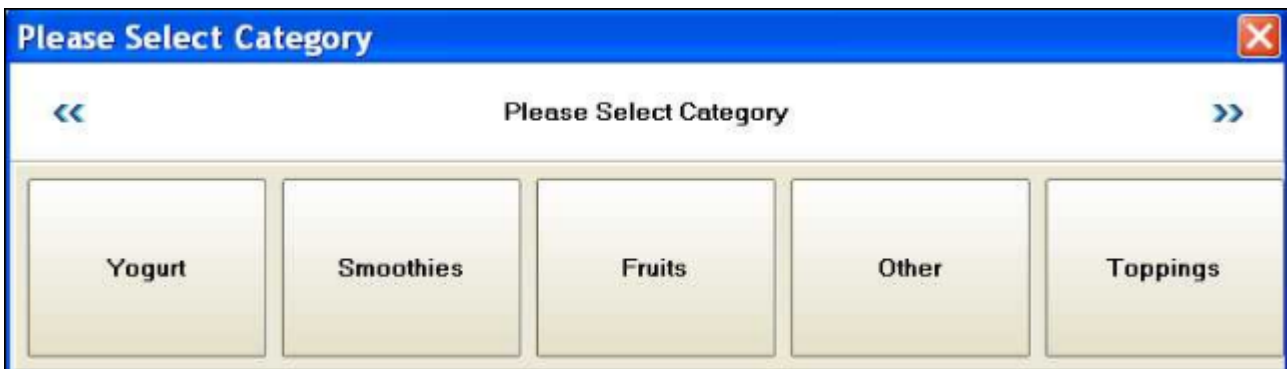 Please Select Category
« Please Select Category »
Yogurt Smoothies Fruits Other Toppings